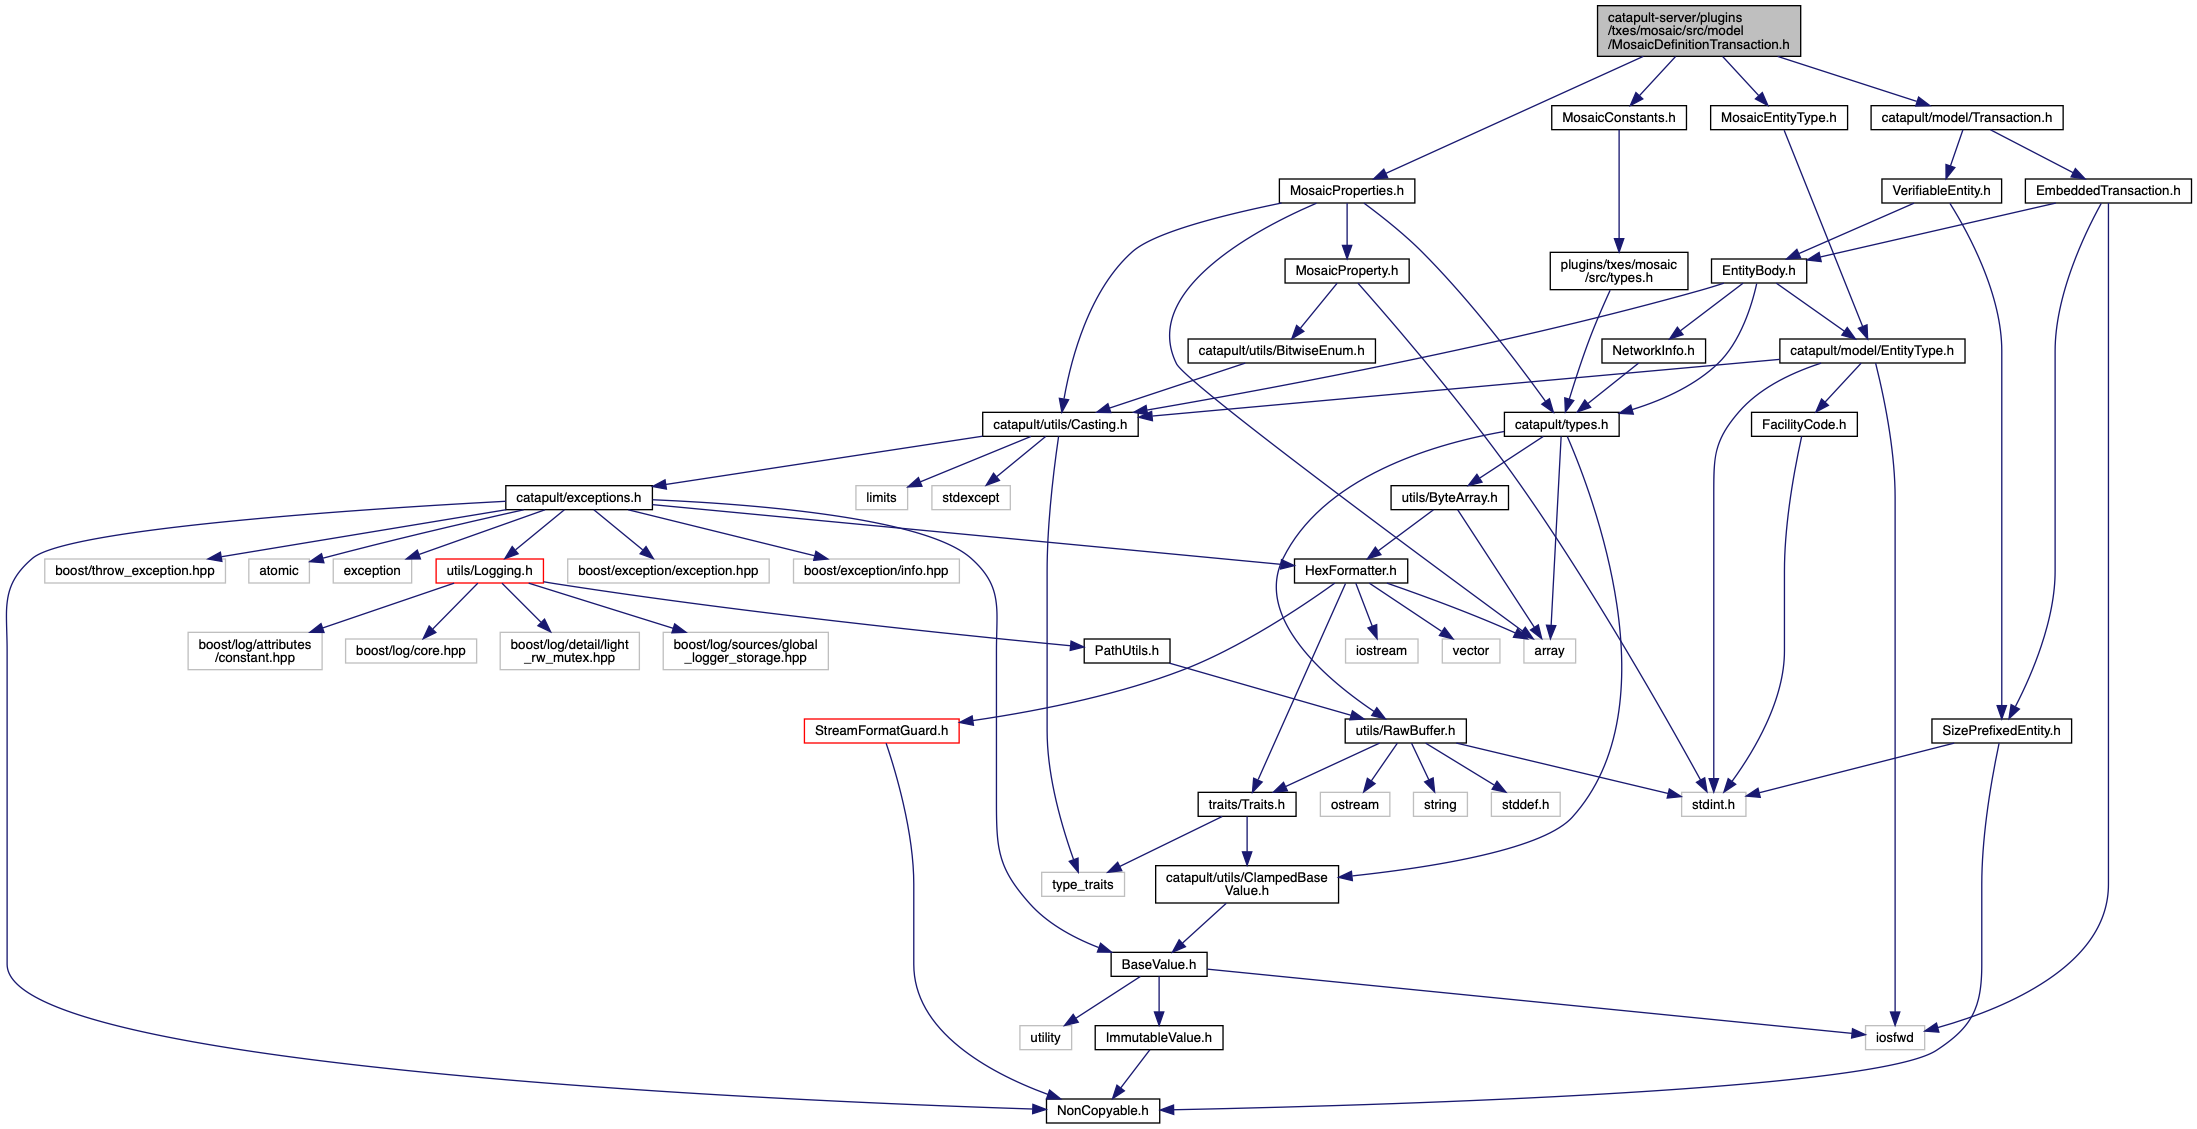 catapult-server/plugins
/txes/mosaic/src/model
/MosaicDefinitionTransaction.h
MosaicConstants.h
MosaicEntityType.h
catapult/model/Transaction.h
MosaicProperties.h
VerifiableEntity.h
EmbeddedTransaction.h
MosaicProperty.h
plugins/txes/mosaic
/src/types.h
EntityBody.h
catapult/utils/BitwiseEnum.h
NetworkInfo.h
catapult/model/EntityType.h
catapult/utils/Casting.h
catapult/types.h
FacilityCode.h
catapult/exceptions.h
limits
stdexcept
utils/ByteArray.h
boost/throw_exception.hpp
atomic
exception
utils/Logging.h
boost/exception/exception.hpp
boost/exception/info.hpp
HexFormatter.h
boost/log/attributes
/constant.hpp
boost/log/core.hpp
boost/log/detail/light
_rw_mutex.hpp
boost/log/sources/global
_logger_storage.hpp
PathUtils.h
iostream
vector
array
StreamFormatGuard.h
utils/RawBuffer.h
SizePrefixedEntity.h
traits/Traits.h
ostream
string
stddef.h
stdint.h
type_traits
catapult/utils/ClampedBase
Value.h
BaseValue.h
utility
ImmutableValue.h
iosfwd
NonCopyable.h